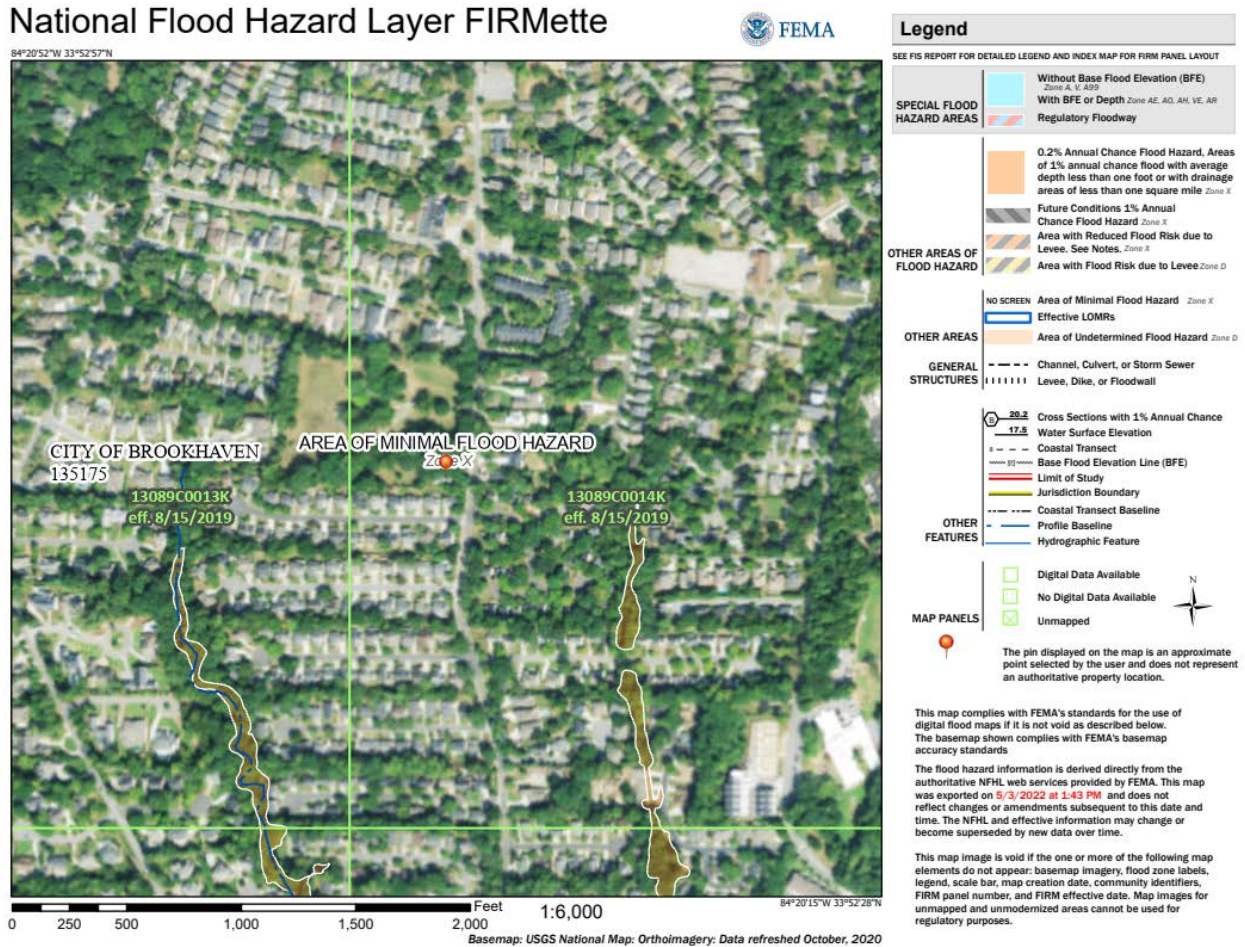 National Flood Hazard Layer FIRMette
FEMA
84°20'52"W 33°52'57"N
CITY OF BROOKHAVEN
135175
AREA OF MINIMAL FLOOD HAZARD
Zone X
13089C0013K
eff. 8/15/2019
13089C0014K
eff. 8/15/2019
84°20'15"W 33°52'28"N
0 250 500 1,000 1,500 2,000
Feet
1:6,000
Basemap: USGS National Map: Orthoimagery: Data refreshed October, 2020
Legend
SEE FIS REPORT FOR DETAILED LEGEND AND INDEX MAP FOR FIRM PANEL LAYOUT
SPECIAL FLOOD
HAZARD AREAS
Without Base Flood Elevation (BFE)
Zone A, V, A99
With BFE or Depth Zone AE, AO, AH, VE, AR
Regulatory Floodway
OTHER AREAS OF
FLOOD HAZARD
0.2% Annual Chance Flood Hazard, Areas
of 1% annual chance flood with average
depth less than one foot or with drainage
areas of less than one square mile Zone X
Future Conditions 1% Annual
Chance Flood Hazard Zone X
Area with Reduced Flood Risk due to
Levee. See Notes. Zone X
Area with Flood Risk due to Levee Zone D
OTHER AREAS
NO SCREEN Area of Minimal Flood Hazard Zone X
Effective LOMRs
Area of Undetermined Flood Hazard Zone D
GENERAL
STRUCTURES
Channel, Culvert, or Storm Sewer
Levee, Dike, or Floodwall
OTHER
FEATURES
B 20.2 Cross Sections with 1% Annual Chance
17.5 Water Surface Elevation
8 Coastal Transect
513 Base Flood Elevation Line (BFE)
Limit of Study
Jurisdiction Boundary
Coastal Transect Baseline
Profile Baseline
Hydrographic Feature
MAP PANELS
Digital Data Available
No Digital Data Available
Unmapped
N
The pin displayed on the map is an approximate
point selected by the user and does not represent
an authoritative property location.
This map complies with FEMA's standards for the use of
digital flood maps if it is not void as described below.
The basemap shown complies with FEMA's basemap
accuracy standards
The flood hazard information is derived directly from the
authoritative NFHL web services provided by FEMA. This map
was exported on 5/3/2022 at 1:43 PM and does not
reflect changes or amendments subsequent to this date and
time. The NFHL and effective information may change or
become superseded by new data over time.
This map image is void if the one or more of the following map
elements do not appear: basemap imagery, flood zone labels,
legend, scale bar, map creation date, community identifiers,
FIRM panel number, and FIRM effective date. Map images for
unmapped and unmodernized areas cannot be used for
regulatory purposes.